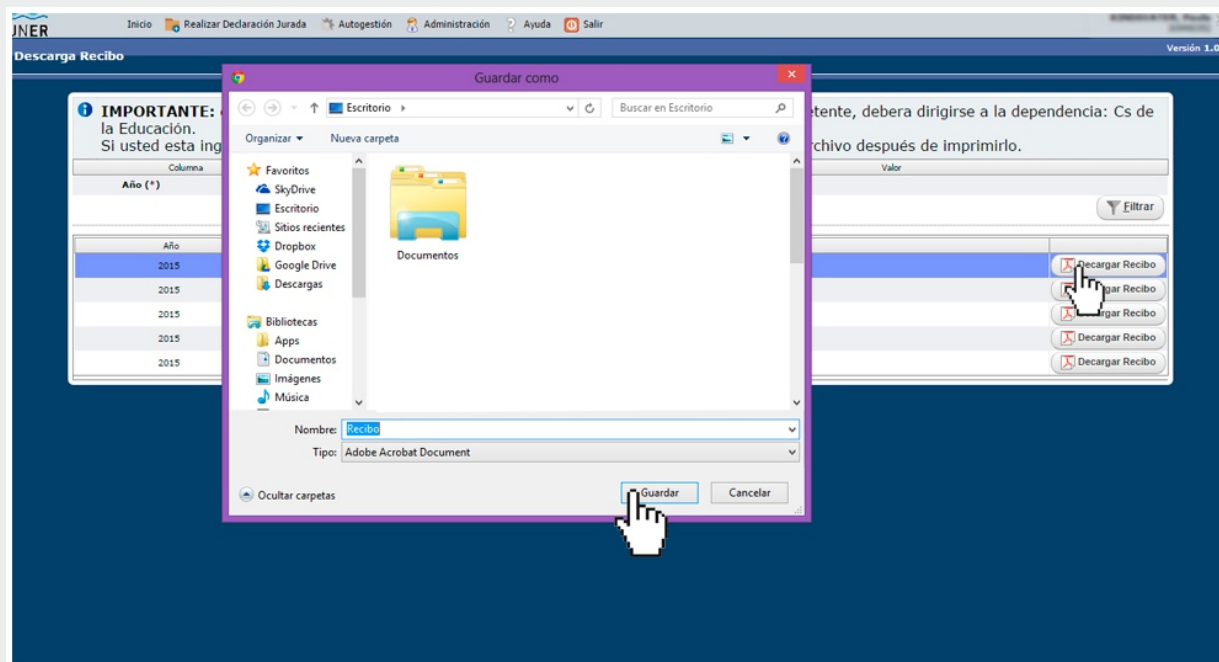 UNER
Inicio Realizar Declaración Jurada Autogestión Administración Ayuda Salir
Descarga Recibo
Versión 1.0
Guardar como
Escritorio
Buscar en Escritorio
Organizar Nueva carpeta
Favoritos
SkyDrive
Escritorio
Sitios recientes
Dropbox
Google Drive
Descargas
Bibliotecas
Apps
Documentos
Imágenes
Música
Documentos
Nombre: Recibo
Tipo: Adobe Acrobat Document
Ocultar carpetas
Guardar Cancelar
IMPORTANTE: etente, debera dirigirse a la dependencia: Cs de
la Educación.
Si usted esta ing rchivo después de imprimirlo.
Columna Valor
Año (*)
Filtrar
Año
2015 Decargar Recibo
2015 gar Recibo
2015 rgar Recibo
2015 Decargar Recibo
2015 Decargar Recibo